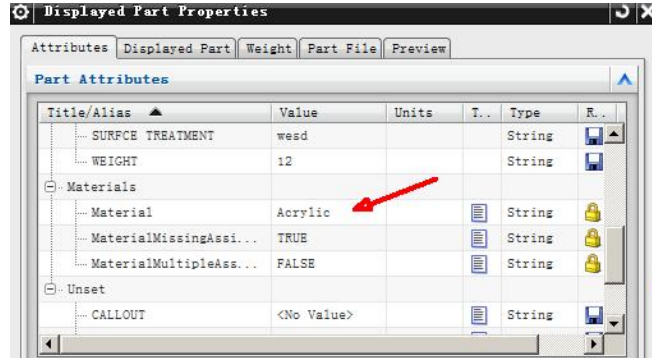 Displayed Part Properties
Attributes Displayed Part Weight Part File Preview
Part Attributes
Title/Alias Value Units T.. Type R..
SURFCE TREATMENT wesd String
WEIGHT 12 String
Materials
Material Acrylic String
MaterialMissingAssi... TRUE String
MaterialMultipleAss... FALSE String
Unset
CALLOUT <No Value> String